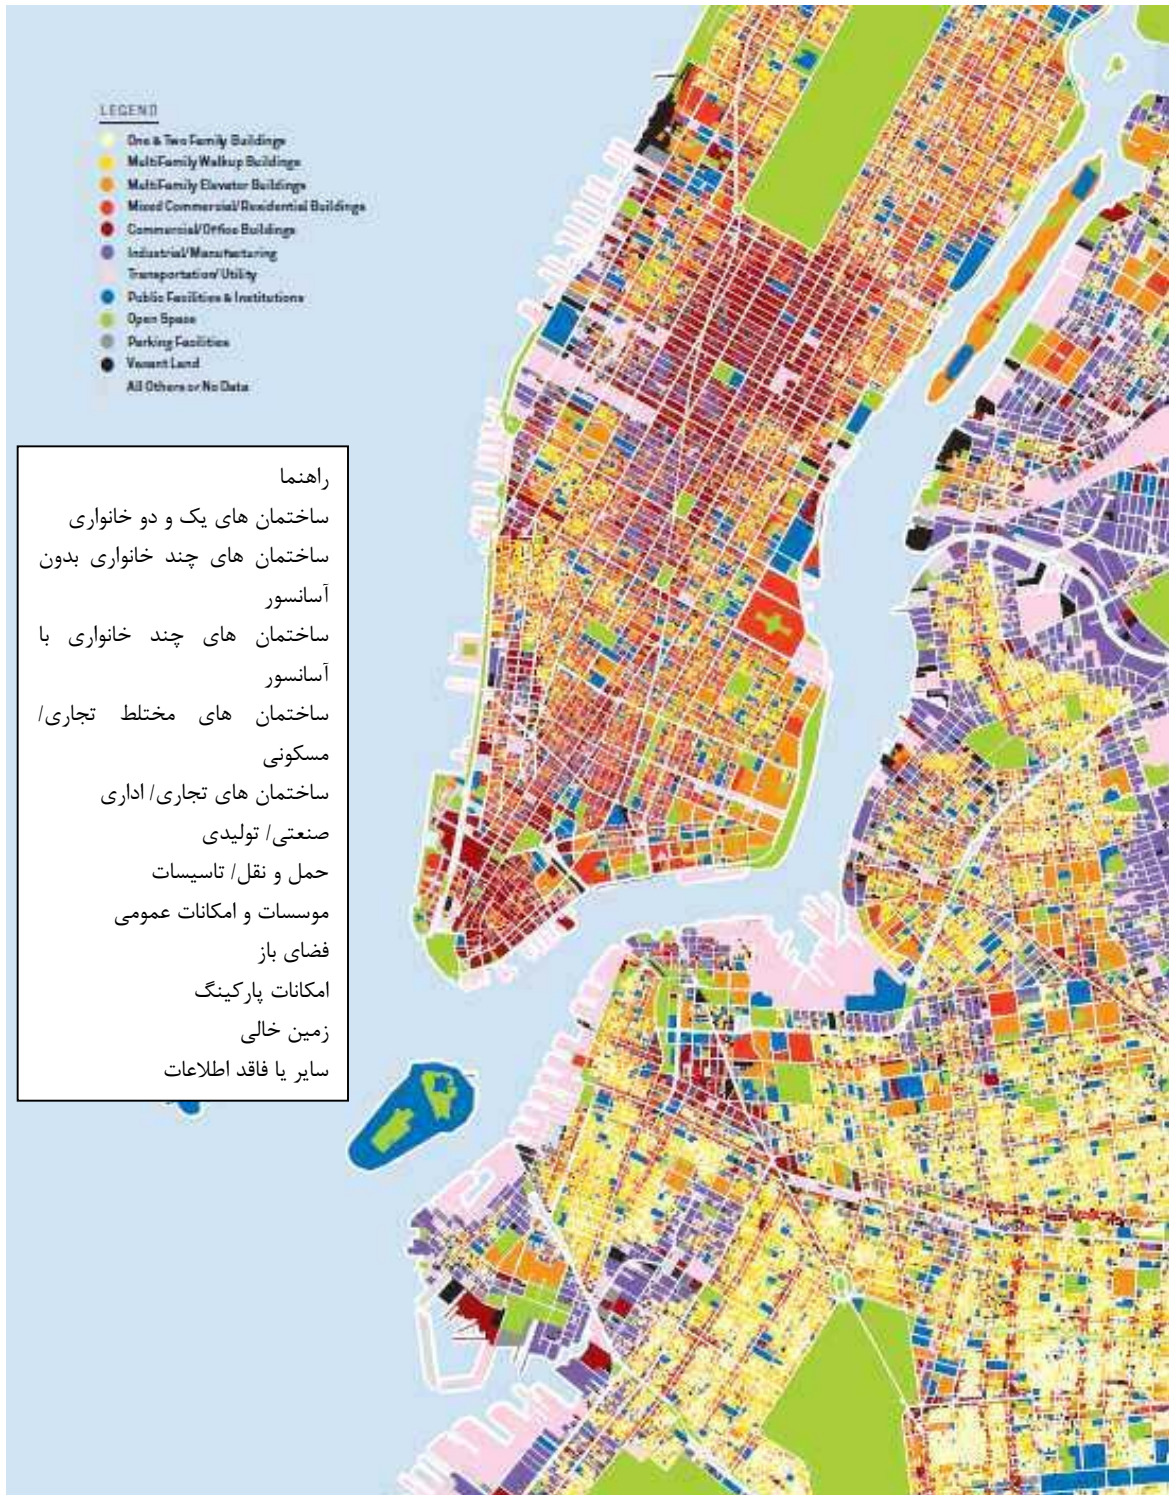 LEGEND
One & Two Family Buildings
MultiFamily Walkup Buildings
MultiFamily Elevator Buildings
Mixed Commercial/Residential Buildings
Commercial/Office Buildings
Industrial/Manufacturing
Transportation/Utility
Public Facilities & Institutions
Open Space
Parking Facilities
Vacant Land
All Others or No Data
راهنما
ساختمان های یک و دو خانواری
ساختمان های چند خانواری بدون
آسانسور
ساختمان های چند خانواری با
آسانسور
ساختمان های مختلط تجاری/
مسکونی
ساختمان های تجاری/ اداری
صنعتی/ تولیدی
حمل و نقل/ تاسیسات
موسسات و امکانات عمومی
فضای باز
امکانات پارکینگ
زمین خالی
سایر یا فاقد اطلاعات